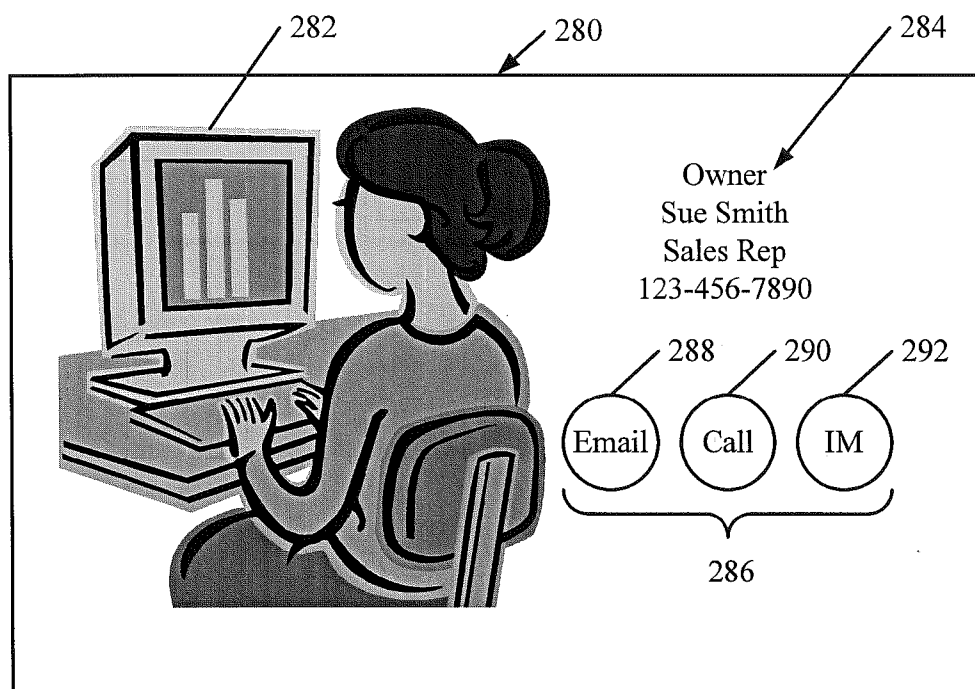 282
280
284
Owner
Sue Smith
Sales Rep
123-456-7890
288
290
292
Email
Call
IM
286